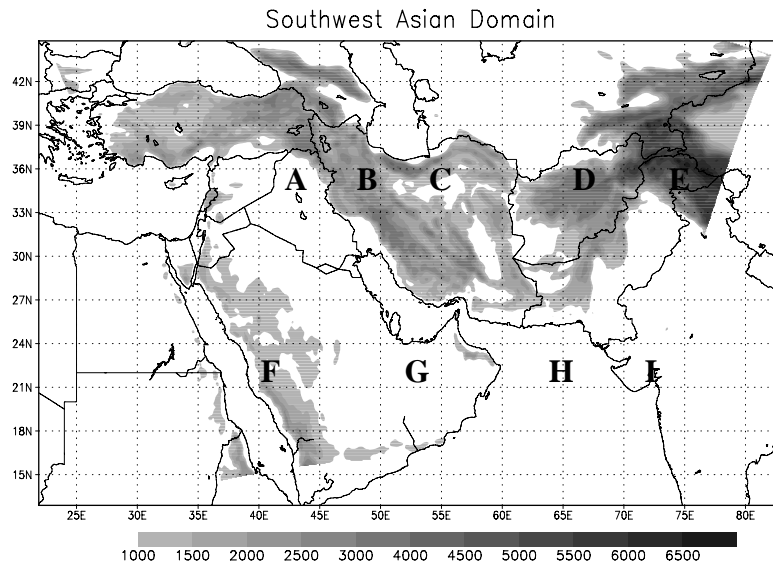 Southwest Asian Domain
42N
39N
36N
A B C D E
33N
30N
27N
24N
F G H I
21N
18N
15N
25E 30E 35E 40E 45E 50E 55E 60E 65E 70E 75E 80E
1000 1500 2000 2500 3000 4000 4500 5000 5500 6000 6500